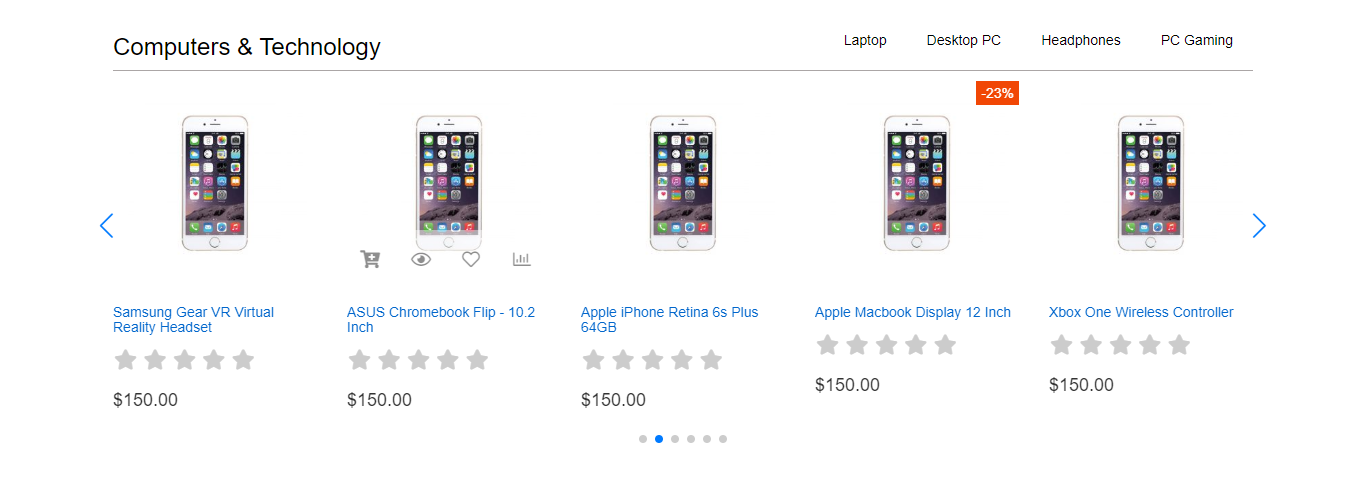 Computers & Technology
Laptop
Desktop PC
Headphones
PC Gaming
-23%
Samsung Gear VR Virtual
Reality Headset
$150.00
ASUS Chromebook Flip - 10.2
Inch
$150.00
Apple iPhone Retina 6s Plus
64GB
$150.00
Apple Macbook Display 12 Inch
$150.00
Xbox One Wireless Controller
$150.00